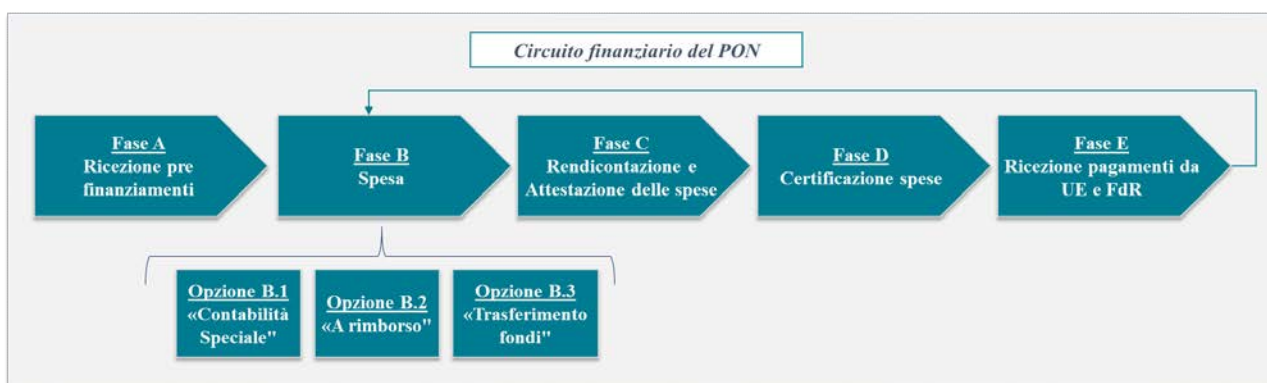 Circuito finanziario del PON
Fase A
Ricezione pre
finanziamenti
Fase B
Spesa
Fase C
Rendicontazione e
Attestazione delle spese
Fase D
Certificazione spese
Fase E
Ricezione pagamenti da
UE e FdR
Opzione B.1
«Contabilità
Speciale"
Opzione B.2
«A rimborso"
Opzione B.3
«Trasferimento
fondi"